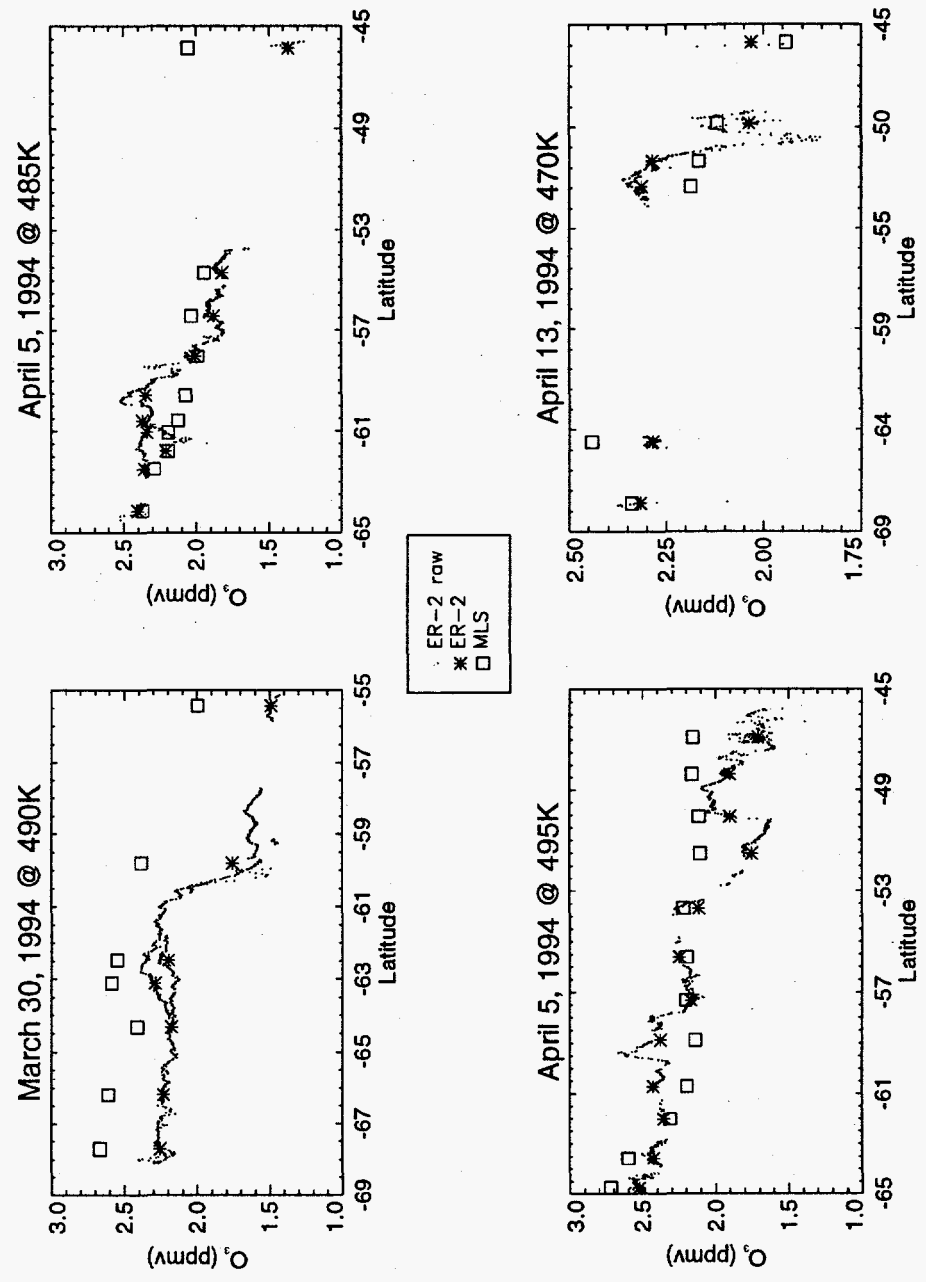 March 30, 1994 @ 490K
O₃ (ppmv)
3.0
2.5
2.0
1.5
1.0
-69 -67 -65 -63 -61 -59 -57 -55
Latitude
April 5, 1994 @ 485K
O₃ (ppmv)
3.0
2.5
2.0
1.5
1.0
-65 -61 -57 -53 -49 -45
Latitude
ER-2 raw
ER-2
MLS
April 5, 1994 @ 495K
O₃ (ppmv)
3.0
2.5
2.0
1.5
1.0
-65 -61 -57 -53 -49 -45
Latitude
April 13, 1994 @ 470K
O₃ (ppmv)
2.50
2.25
2.00
1.75
-69 -64 -59 -55 -50 -45
Latitude